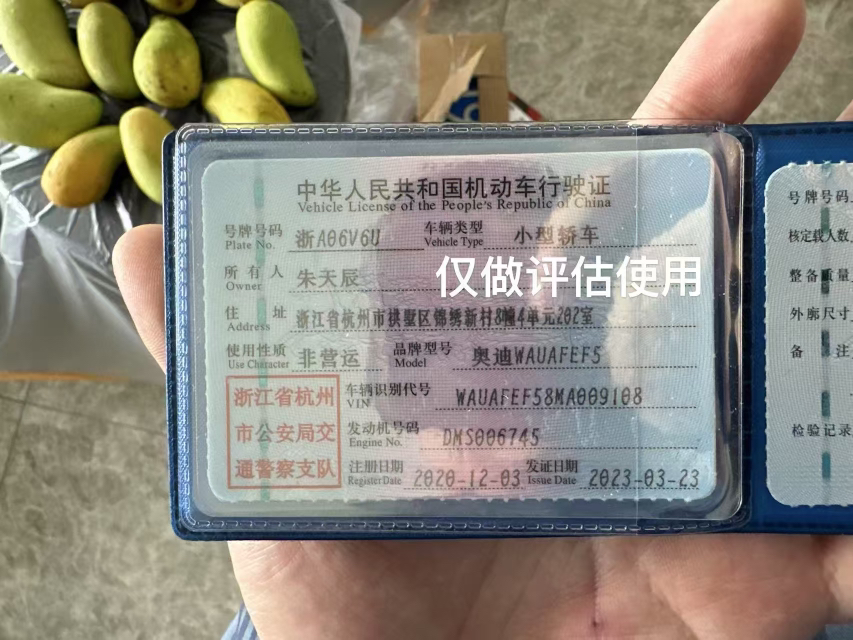 中华人民共和国机动车行驶证
Vehicle License of the People's Republic of China
号牌号码 浙A06V6U 车辆类型 小型轿车
Plate No. Vehicle Type
所有人 朱天辰
Owner
仅做评估使用
住址 浙江省杭州市拱墅区锦绣新村8幢4单元202室
Address
使用性质 非营运 品牌型号 奥迪WAUAFEF5
Use Character Model
浙江省杭州 车辆识别代号 WAUAFEF58MA009108
VIN
市公安局交 发动机号码 DMS006745
Engine No.
通警察支队 注册日期 2020-12-03 发证日期 2023-03-23
Register Date Issue Date
号牌号码
核定载人数
整备质量
外廓尺寸
备注
检验记录